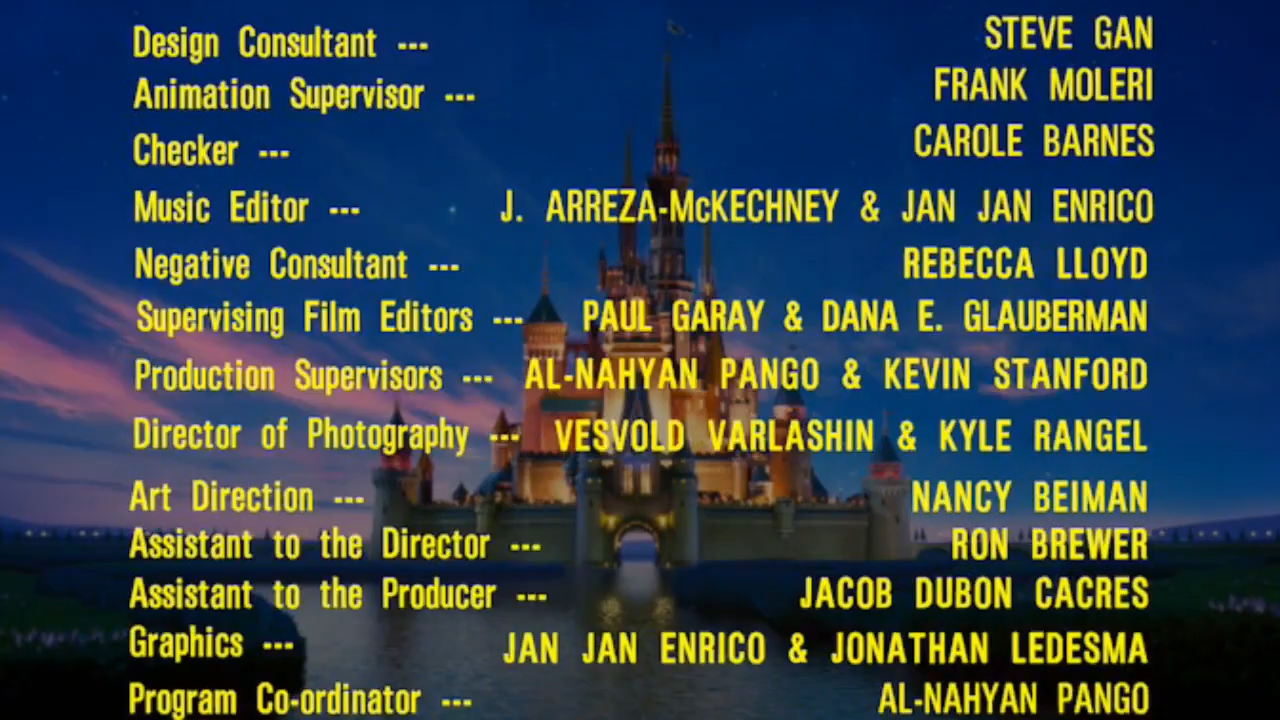 Design Consultant --- STEVE GAN
Animation Supervisor --- FRANK MOLERI
Checker --- CAROLE BARNES
Music Editor --- J. ARREZA-McKECHNEY & JAN JAN ENRICO
Negative Consultant --- REBECCA LLOYD
Supervising Film Editors --- PAUL GARAY & DANA E. GLAUBERMAN
Production Supervisors --- AL-NAHYAN PANGO & KEVIN STANFORD
Director of Photography --- VESVOLD VARLASHIN & KYLE RANGEL
Art Direction --- NANCY BEIMAN
Assistant to the Director --- RON BREWER
Assistant to the Producer --- JACOB DUBON CACRES
Graphics --- JAN JAN ENRICO & JONATHAN LEDESMA
Program Co-ordinator --- AL-NAHYAN PANGO